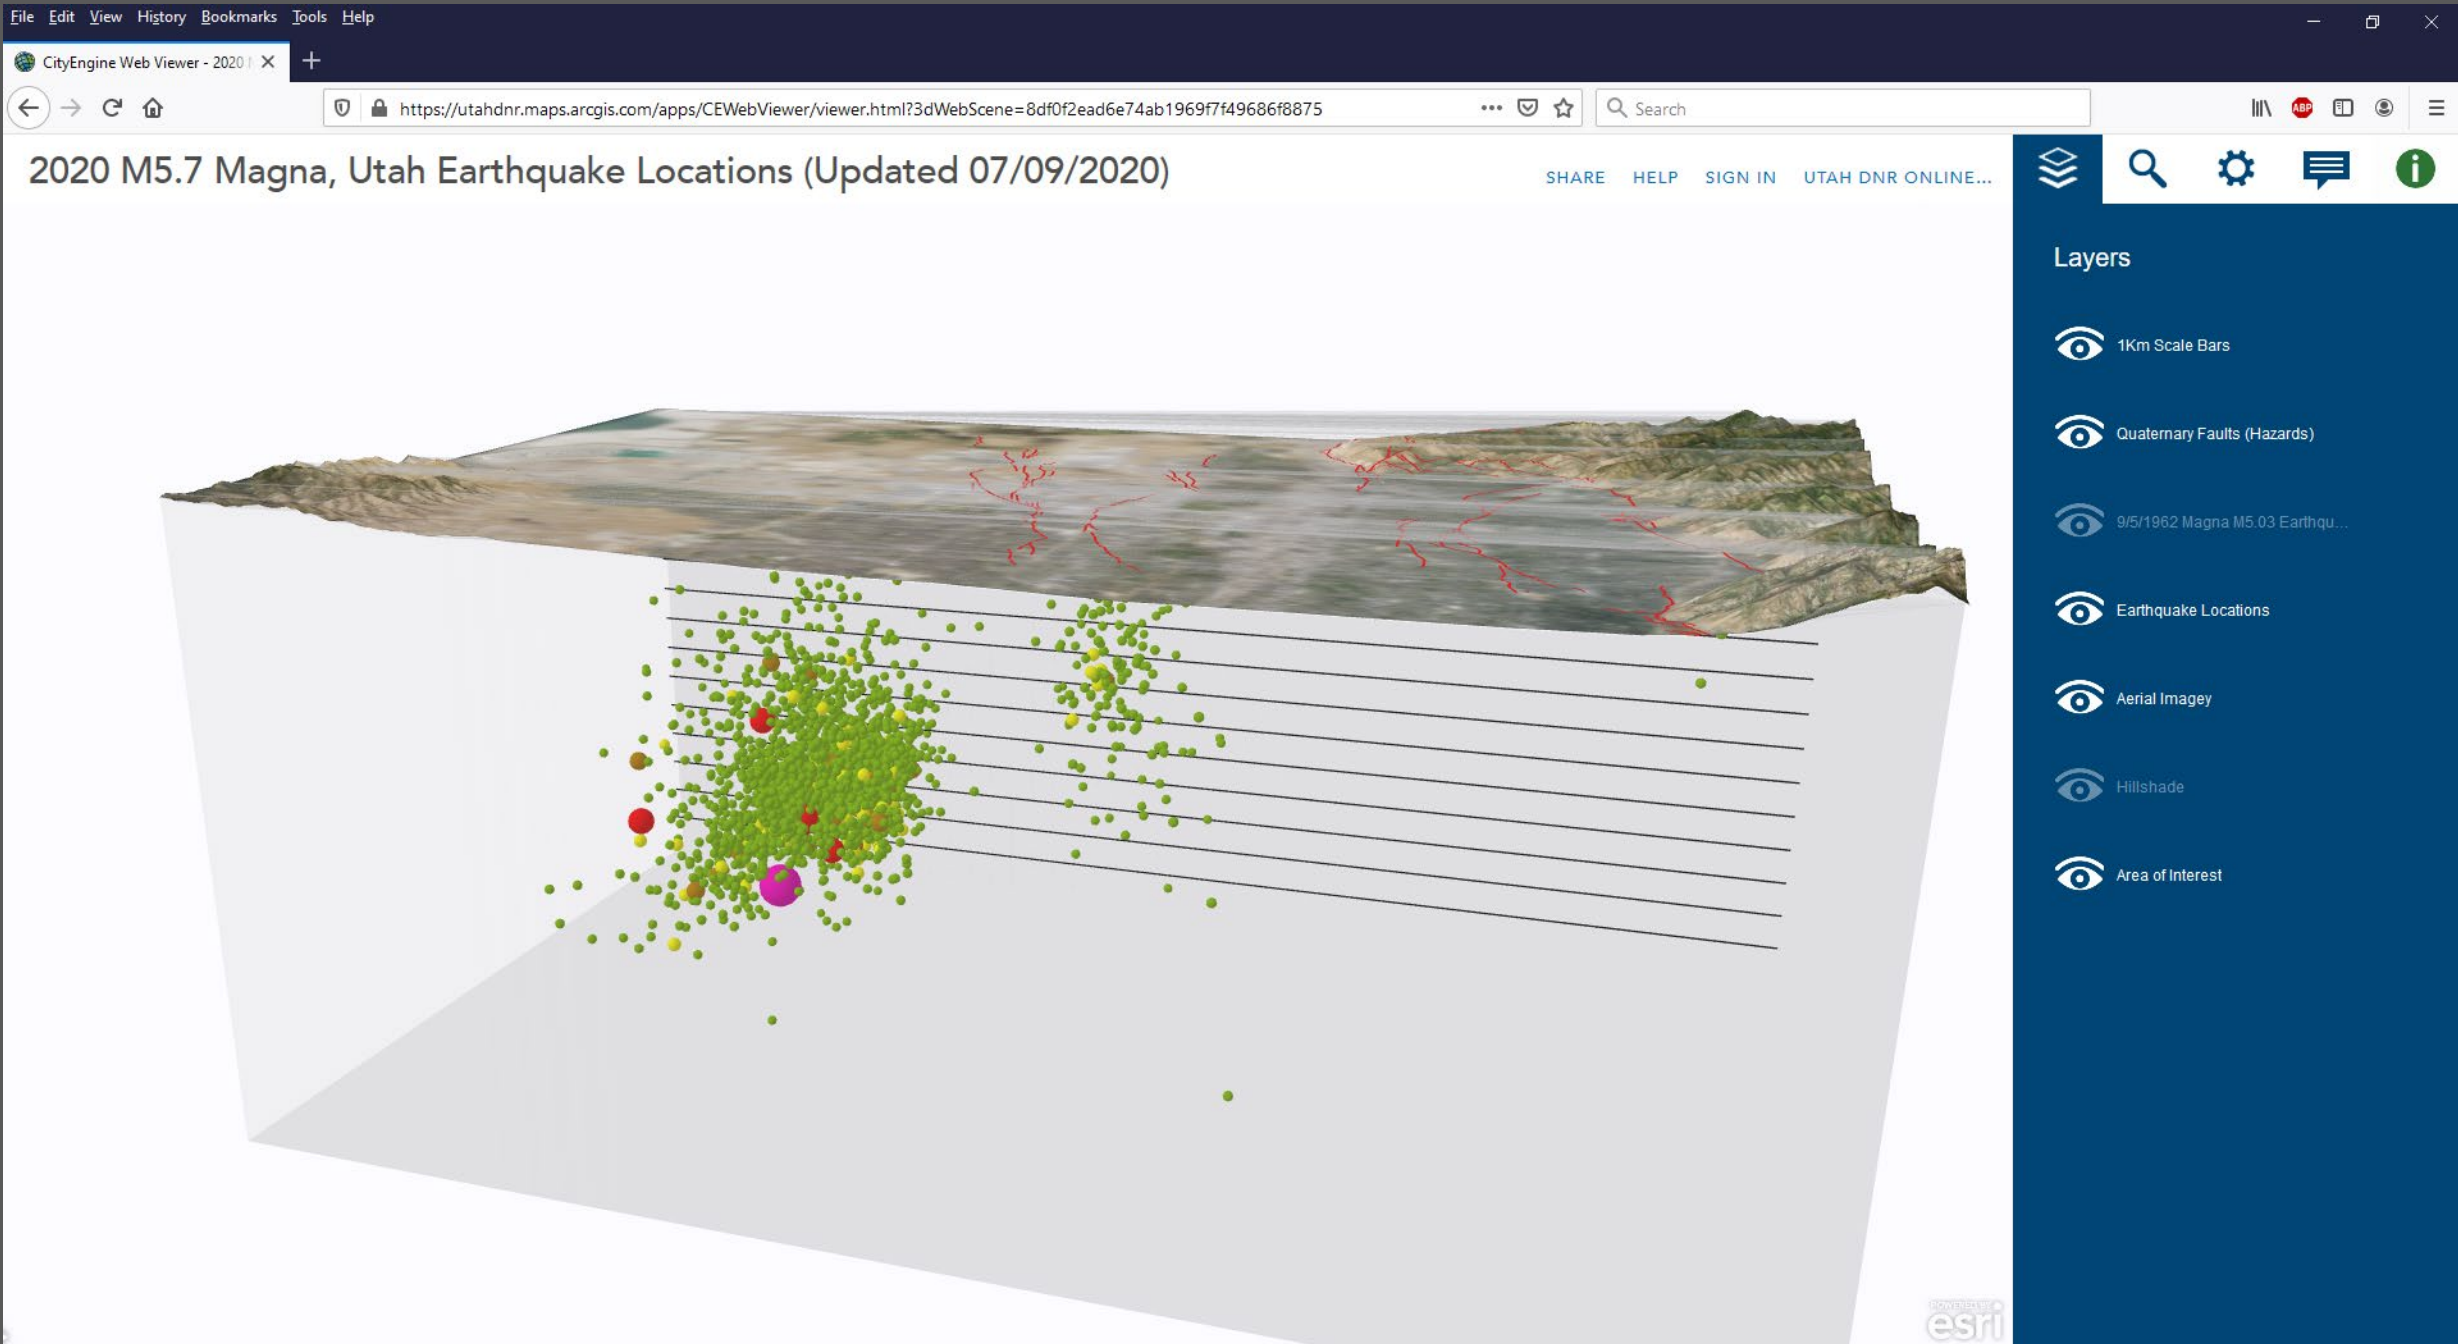 File Edit View History Bookmarks Tools Help
CityEngine Web Viewer - 2020
https://utahdnr.maps.arcgis.com/apps/CEWebViewer/viewer.html?3dWebScene=8df0f2ead6e74ab1969f7f49686f8875
Search
ABP
2020 M5.7 Magna, Utah Earthquake Locations (Updated 07/09/2020)
SHARE HELP SIGN IN UTAH DNR ONLINE...
Layers
1Km Scale Bars
Quaternary Faults (Hazards)
9/5/1962 Magna M5.03 Earthqu...
Earthquake Locations
Aerial Imagey
Hillshade
Area of Interest
POWERED BY
esri